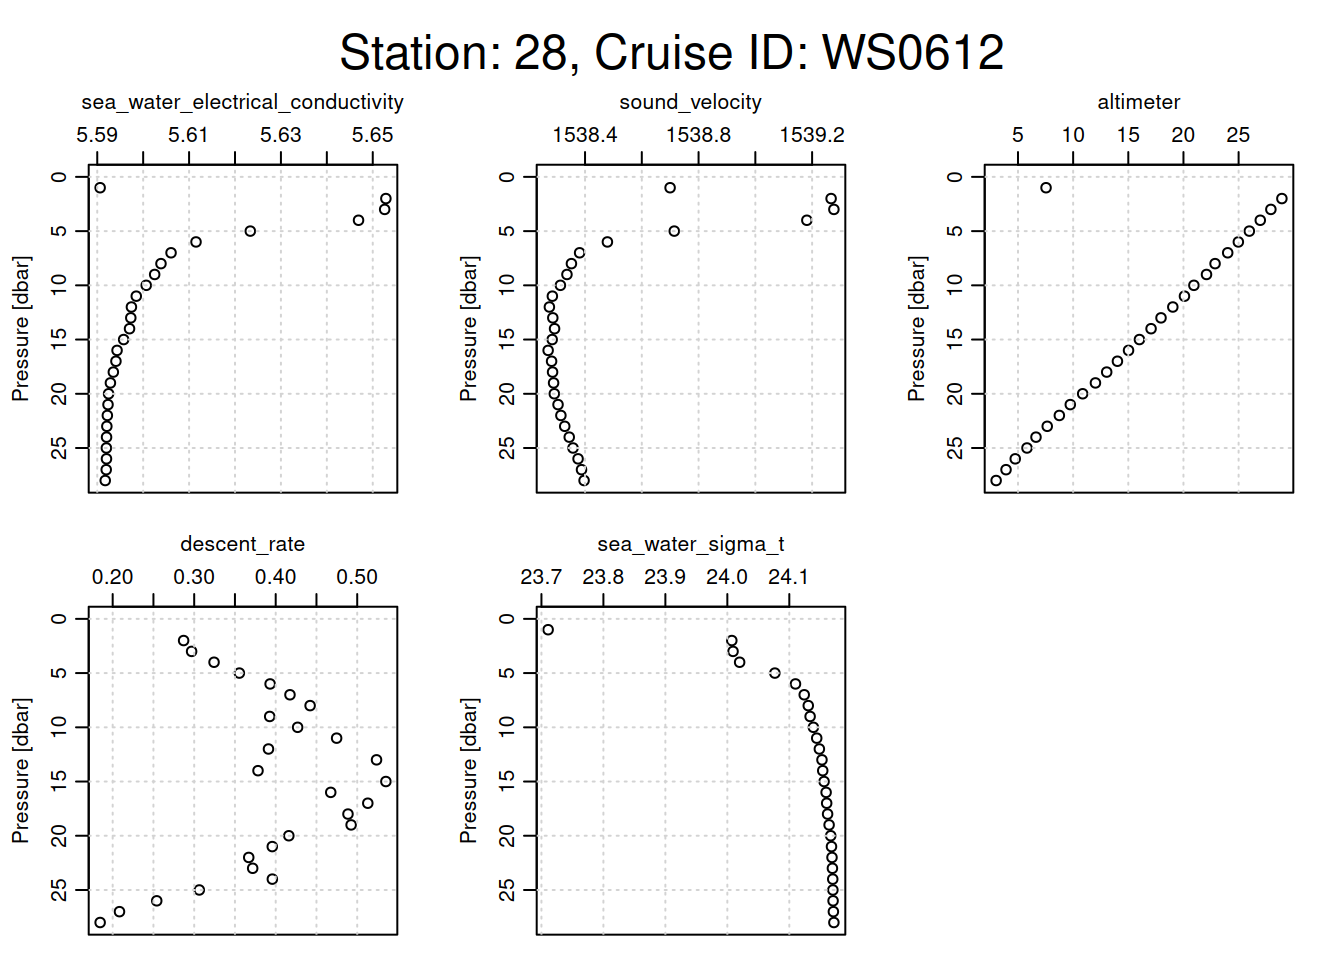 Station: 28, Cruise ID: WS0612
sea_water_electrical_conductivity
5.59 5.61 5.63 5.65
0
5
10
15
20
25
Pressure [dbar]
sound_velocity
1538.4 1538.8 1539.2
0
5
10
15
20
25
Pressure [dbar]
altimeter
5 10 15 20 25
0
5
10
15
20
25
Pressure [dbar]
descent_rate
0.20 0.30 0.40 0.50
0
5
10
15
20
25
Pressure [dbar]
sea_water_sigma_t
23.7 23.8 23.9 24.0 24.1
0
5
10
15
20
25
Pressure [dbar]